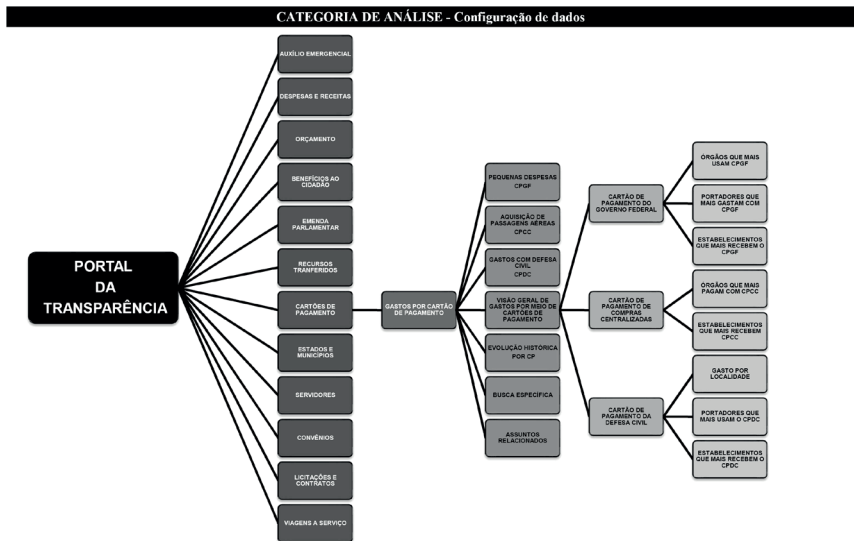 CATEGORIA DE ANÁLISE - Configuração de dados
PORTAL
DA
TRANSPARÊNCIA
AUXÍLIO EMERGENCIAL
DESPESAS E RECEITAS
ORÇAMENTO
BENEFÍCIOS AO
CIDADÃO
EMENDA
PARLAMENTAR
RECURSOS
TRANFERIDOS
CARTÕES DE
PAGAMENTO
ESTADOS E
MUNICÍPIOS
SERVIDORES
CONVÊNIOS
LICITAÇÕES E
CONTRATOS
VIAGENS A SERVIÇO
GASTOS POR CARTÃO
DE PAGAMENTO
PEQUENAS DESPESAS
CPGF
AQUISIÇÃO DE
PASSAGENS AÉREAS
CPCC
GASTOS COM DEFESA
CIVIL
CPDC
VISÃO GERAL DE
GASTOS POR MEIO DE
CARTÕES DE
PAGAMENTO
EVOLUÇÃO HISTÓRICA
POR CP
BUSCA ESPECÍFICA
ASSUNTOS
RELACIONADOS
CARTÃO DE
PAGAMENTO DO
GOVERNO FEDERAL
CARTÃO DE
PAGAMENTO DE
COMPRAS
CENTRALIZADAS
CARTÃO DE
PAGAMENTO DA
DEFESA CIVIL
ÓRGÃOS QUE MAIS
USAM CPGF
PORTADORES QUE
MAIS GASTAM COM
CPGF
ESTABELECIMENTOS
QUE MAIS RECEBEM O
CPGF
ÓRGÃOS QUE MAIS
PAGAM COM CPCC
ESTABELECIMENTOS
QUE MAIS RECEBEM
CPCC
GASTO POR
LOCALIDADE
PORTADORES QUE
MAIS USAM O CPDC
ESTABELECIMENTOS
QUE MAIS RECEBEM O
CPDC